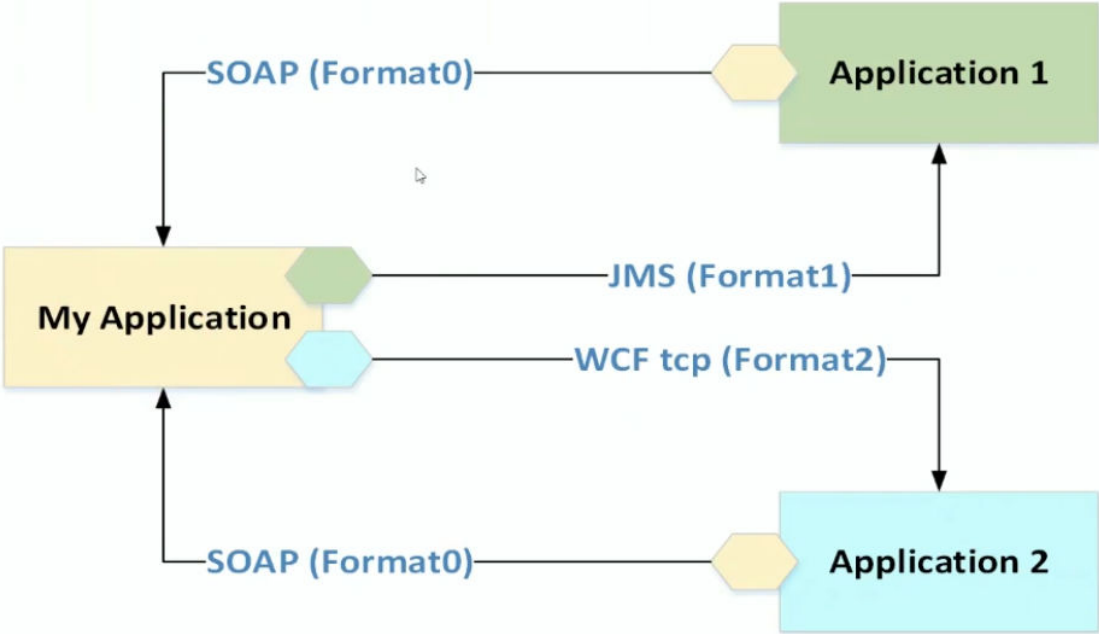 SOAP (Format0)
Application 1
JMS (Format1)
My Application
WCF tcp (Format2)
SOAP (Format0)
Application 2